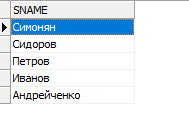 SNAME
Симонян
Сидоров
Петров
Иванов
Андрейченко